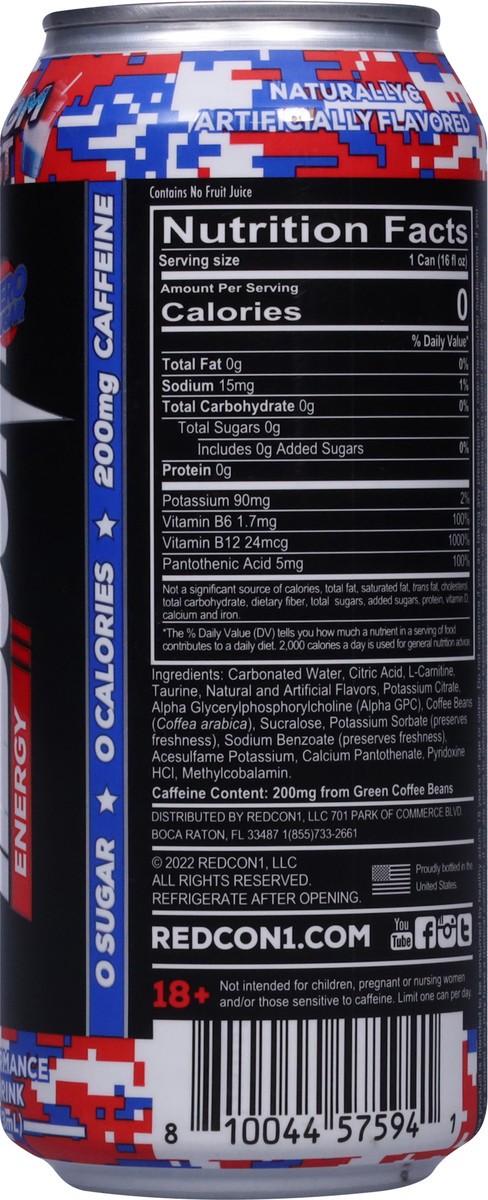 NATURALLY &
ARTIFICIALLY FLAVORED
Contains No Fruit Juice
Nutrition Facts
Serving size 1 Can (16 fl oz)
Amount Per Serving
Calories 0
% Daily Value*
Total Fat 0g 0%
Sodium 15mg 1%
Total Carbohydrate 0g 0%
Total Sugars 0g
Includes 0g Added Sugars 0%
Protein 0g
Potassium 90mg 2%
Vitamin B6 1.7mg 100%
Vitamin B12 24mcg 1000%
Pantothenic Acid 5mg 100%
Not a significant source of calories, total fat, saturated fat, trans fat, cholesterol,
total carbohydrate, dietary fiber, total sugars, added sugars, protein, vitamin D,
calcium and iron.
*The % Daily Value (DV) tells you how much a nutrient in a serving of food
contributes to a daily diet. 2,000 calories a day is used for general nutrition advice.
Ingredients: Carbonated Water, Citric Acid, L-Carnitine,
Taurine, Natural and Artificial Flavors, Potassium Citrate,
Alpha Glycerylphosphorylcholine (Alpha GPC), Coffee Beans
(Coffea arabica), Sucralose, Potassium Sorbate (preserves
freshness), Sodium Benzoate (preserves freshness),
Acesulfame Potassium, Calcium Pantothenate, Pyridoxine
HCl, Methylcobalamin.
Caffeine Content: 200mg from Green Coffee Beans
DISTRIBUTED BY REDCON1, LLC 701 PARK OF COMMERCE BLVD.
BOCA RATON, FL 33487 1(855)733-2661
© 2022 REDCON1, LLC
ALL RIGHTS RESERVED.
REFRIGERATE AFTER OPENING.
Proudly bottled in the
United States.
REDCON1.COM
You
Tube
18+
Not intended for children, pregnant or nursing women
and/or those sensitive to caffeine. Limit one can per day.
8 10044 57594 1
0 SUGAR ★ 0 CALORIES ★ 200mg CAFFEINE
ENERGY